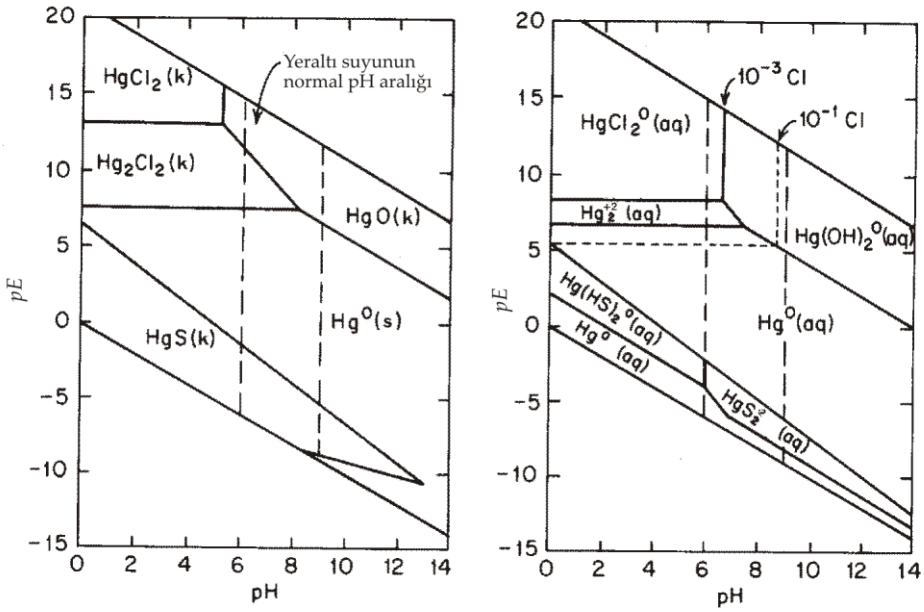 20
15
10
5
0
−5
−10
−15
pE
0
2
4
6
8
10
12
14
pH
HgCl₂(k)
Hg₂Cl₂(k)
Yeraltı suyunun
normal pH aralığı
HgO(k)
HgS(k)
Hg⁰(s)
20
15
10
5
0
−5
−10
−15
pE
0
2
4
6
8
10
12
14
pH
10⁻³ Cl
10⁻¹ Cl
HgCl₂⁰(aq)
Hg₂⁺²(aq)
Hg(OH)₂⁰(aq)
Hg(HS)₂⁰(aq)
Hg⁰(aq)
Hg⁰ (aq)
HgS₂⁼ (aq)